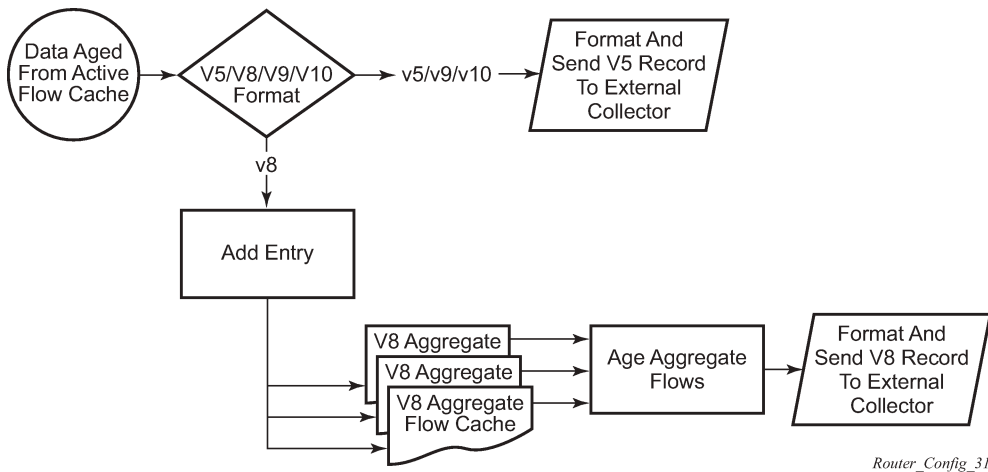 Data Aged
From Active
Flow Cache
V5/V8/V9/V10
Format
v5/v9/v10
Format And
Send V5 Record
To External
Collector
v8
Add Entry
V8 Aggregate
V8 Aggregate
V8 Aggregate
Flow Cache
Age Aggregate
Flows
Format And
Send V8 Record
To External
Collector
Router_Config_31